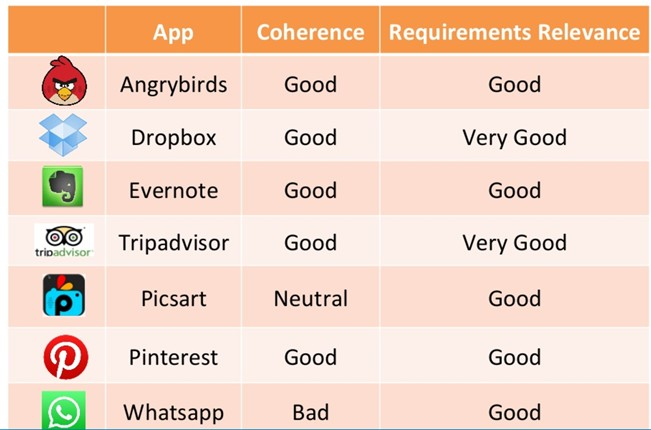 App Coherence Requirements Relevance
Angrybirds Good Good
Dropbox Good Very Good
Evernote Good Good
tripadvisor Tripadvisor Good Very Good
Picsart Neutral Good
Pinterest Good Good
Whatsapp Bad Good